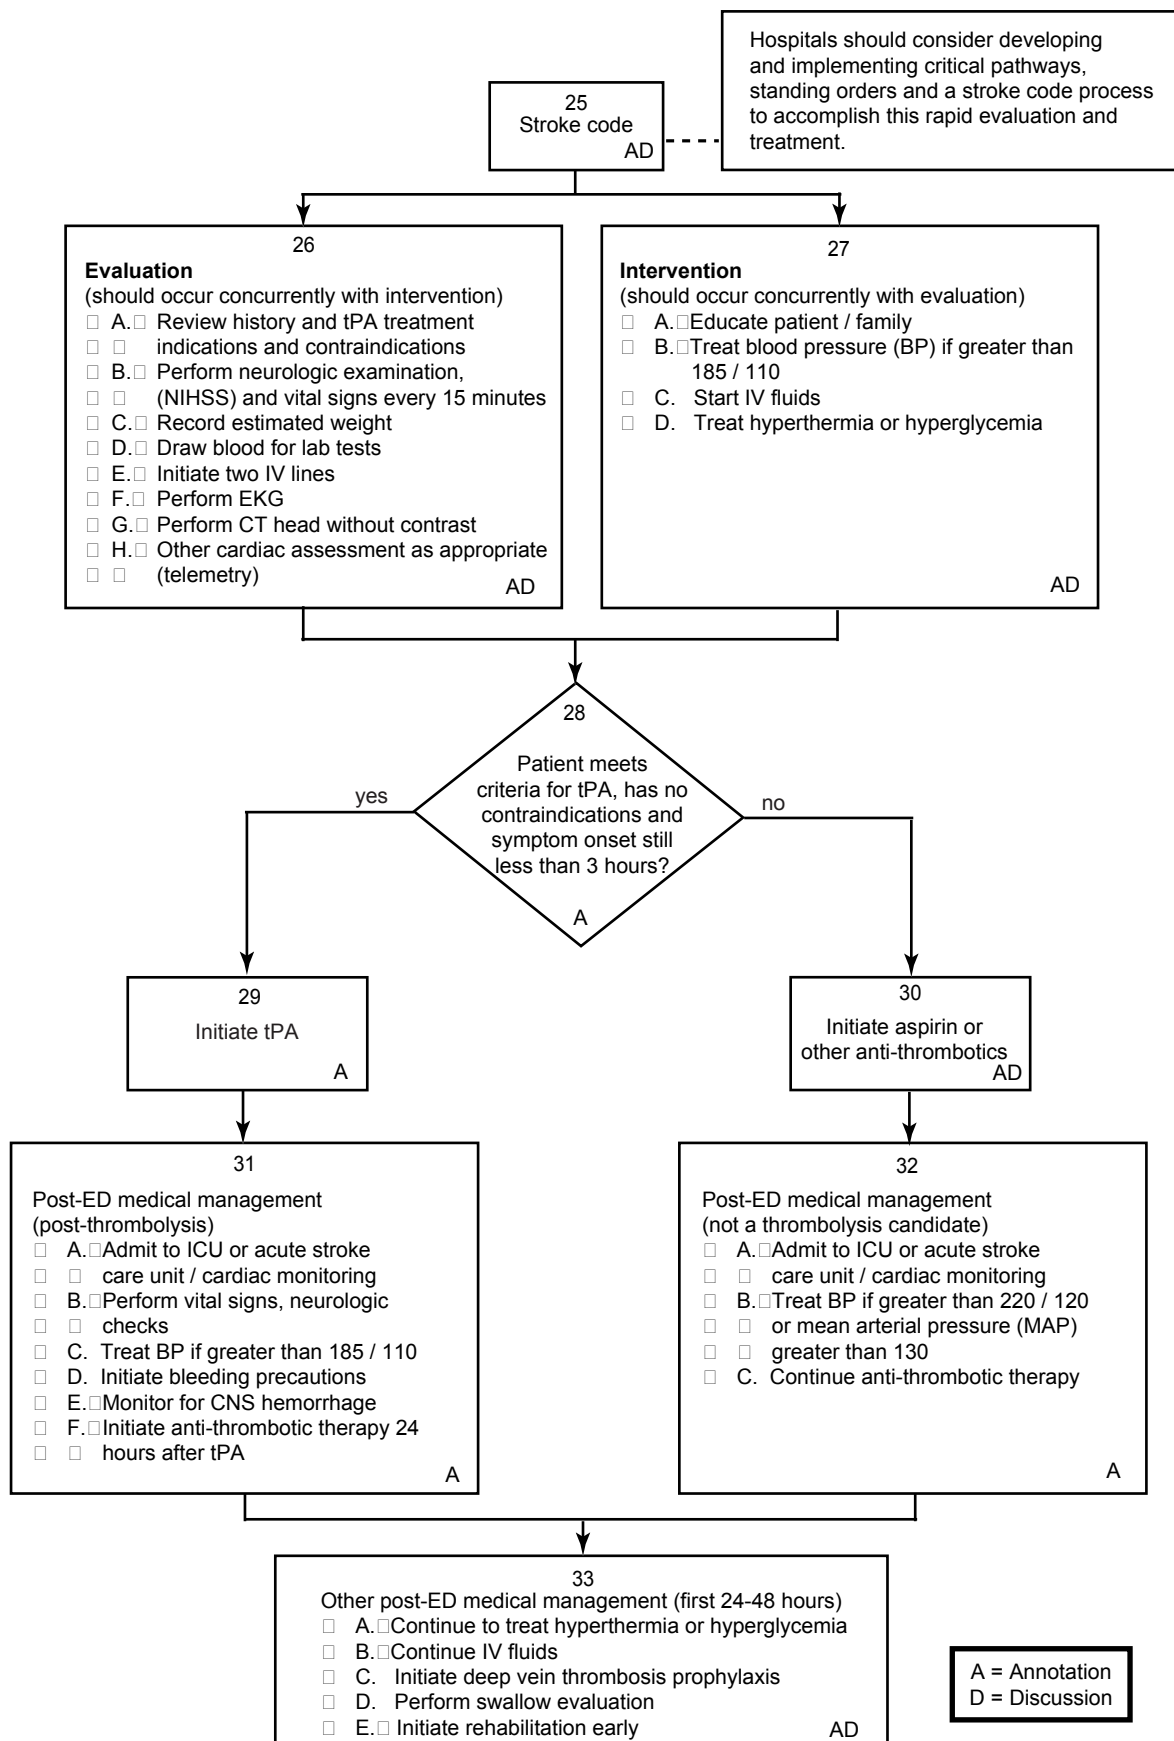 Hospitals should consider developing
and implementing critical pathways,
standing orders and a stroke code process
to accomplish this rapid evaluation and
treatment.
25
Stroke code
AD
26
Evaluation
(should occur concurrently with intervention)
A. Review history and tPA treatment
indications and contraindications
B. Perform neurologic examination,
(NIHSS) and vital signs every 15 minutes
C. Record estimated weight
D. Draw blood for lab tests
E. Initiate two IV lines
F. Perform EKG
G. Perform CT head without contrast
H. Other cardiac assessment as appropriate
(telemetry)
AD
27
Intervention
(should occur concurrently with evaluation)
A. Educate patient / family
B. Treat blood pressure (BP) if greater than
185 / 110
C. Start IV fluids
D. Treat hyperthermia or hyperglycemia
AD
28
Patient meets
criteria for tPA, has no
contraindications and
symptom onset still
less than 3 hours?
A
yes
no
29
Initiate tPA
A
30
Initiate aspirin or
other anti-thrombotics
AD
31
Post-ED medical management
(post-thrombolysis)
A. Admit to ICU or acute stroke
care unit / cardiac monitoring
B. Perform vital signs, neurologic
checks
C. Treat BP if greater than 185 / 110
D. Initiate bleeding precautions
E. Monitor for CNS hemorrhage
F. Initiate anti-thrombotic therapy 24
hours after tPA
A
32
Post-ED medical management
(not a thrombolysis candidate)
A. Admit to ICU or acute stroke
care unit / cardiac monitoring
B. Treat BP if greater than 220 / 120
or mean arterial pressure (MAP)
greater than 130
C. Continue anti-thrombotic therapy
A
33
Other post-ED medical management (first 24-48 hours)
A. Continue to treat hyperthermia or hyperglycemia
B. Continue IV fluids
C. Initiate deep vein thrombosis prophylaxis
D. Perform swallow evaluation
E. Initiate rehabilitation early
AD
A = Annotation
D = Discussion